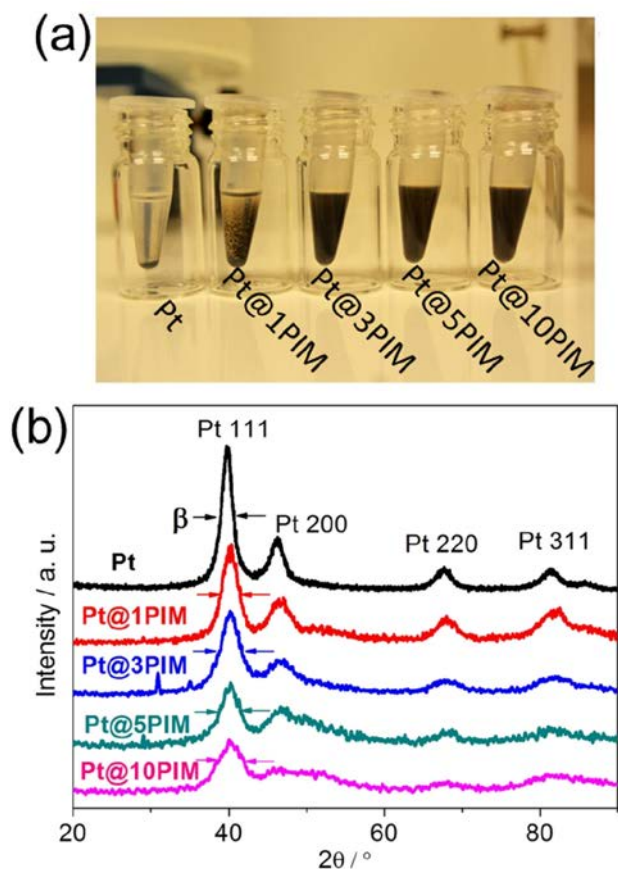 (a)
Pt
Pt@1PIM
Pt@3PIM
Pt@5PIM
Pt@10PIM
(b)
Pt 111
β
Pt 200
Pt 220
Pt 311
Pt
Pt@1PIM
Pt@3PIM
Pt@5PIM
Pt@10PIM
Intensity / a. u.
20 40 60 80
2θ / °